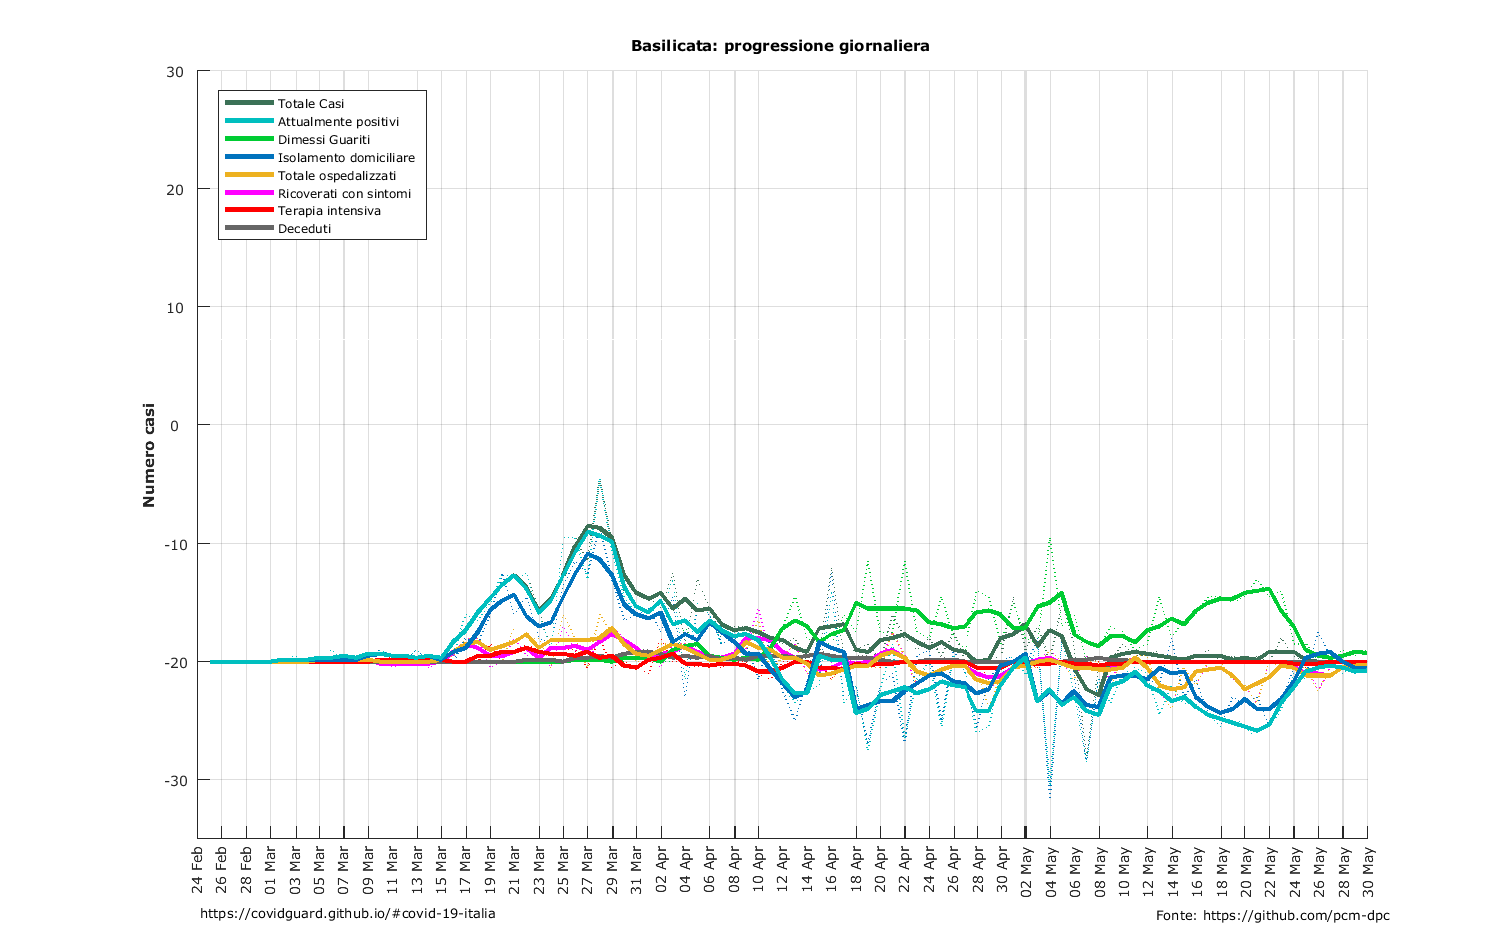 Basilicata: progressione giornaliera
Numero casi
30
20
10
0
-10
-20
-30
Totale Casi
Attualmente positivi
Dimessi Guariti
Isolamento domiciliare
Totale ospedalizzati
Ricoverati con sintomi
Terapia intensiva
Deceduti
24 Feb
26 Feb
28 Feb
01 Mar
03 Mar
05 Mar
07 Mar
09 Mar
11 Mar
13 Mar
15 Mar
17 Mar
19 Mar
21 Mar
23 Mar
25 Mar
27 Mar
29 Mar
31 Mar
02 Apr
04 Apr
06 Apr
08 Apr
10 Apr
12 Apr
14 Apr
16 Apr
18 Apr
20 Apr
22 Apr
24 Apr
26 Apr
28 Apr
30 Apr
02 May
04 May
06 May
08 May
10 May
12 May
14 May
16 May
18 May
20 May
22 May
24 May
26 May
28 May
30 May
https://covidguard.github.io/#covid-19-italia
Fonte: https://github.com/pcm-dpc